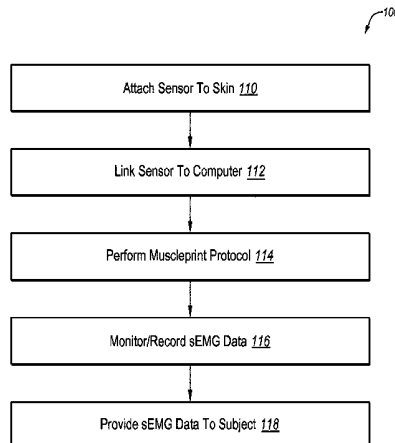 100
Attach Sensor To Skin 110
Link Sensor To Computer 112
Perform Muscleprint Protocol 114
Monitor/Record sEMG Data 116
Provide sEMG Data To Subject 118